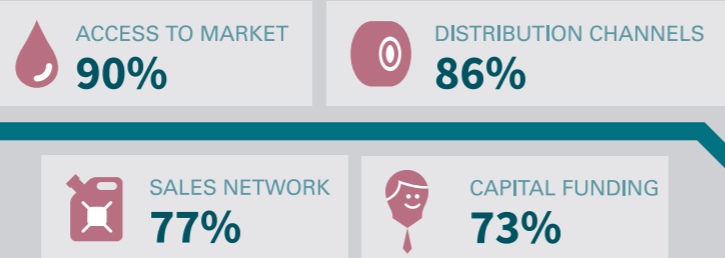 ACCESS TO MARKET
90%
DISTRIBUTION CHANNELS
86%
SALES NETWORK
77%
CAPITAL FUNDING
73%